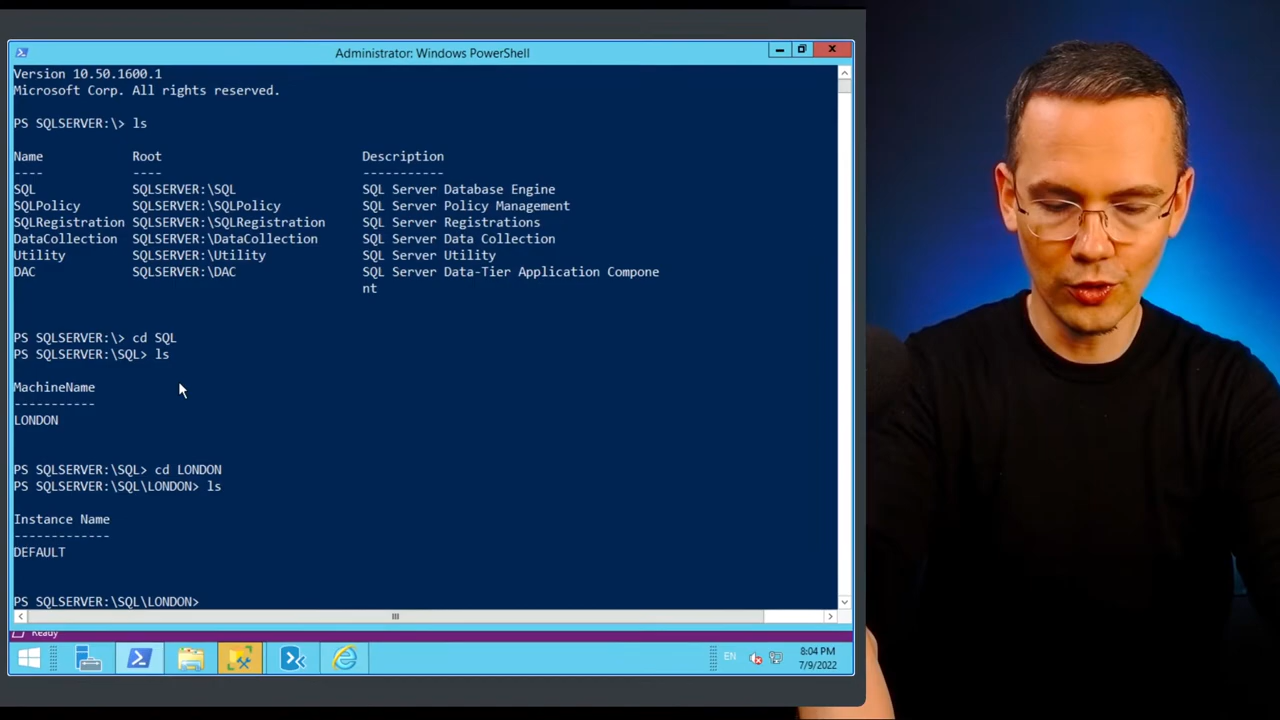 Administrator: Windows PowerShell
Version 10.50.1600.1
Microsoft Corp. All rights reserved.
PS SQLSERVER:\> ls
Name Root Description
---- ---- -----------
SQL SQLSERVER:\SQL SQL Server Database Engine
SQLPolicy SQLSERVER:\SQLPolicy SQL Server Policy Management
SQLRegistration SQLSERVER:\SQLRegistration SQL Server Registrations
DataCollection SQLSERVER:\DataCollection SQL Server Data Collection
Utility SQLSERVER:\Utility SQL Server Utility
DAC SQLSERVER:\DAC SQL Server Data-Tier Application Compone
nt
PS SQLSERVER:\> cd SQL
PS SQLSERVER:\SQL> ls
MachineName
-----------
LONDON
PS SQLSERVER:\SQL> cd LONDON
PS SQLSERVER:\SQL\LONDON> ls
Instance Name
-------------
DEFAULT
PS SQLSERVER:\SQL\LONDON>
Ready
EN
8:04 PM
7/9/2022